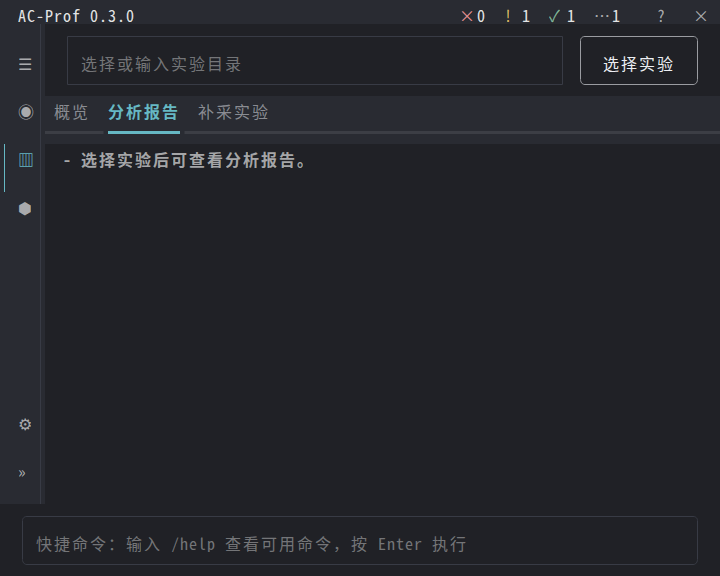 AC-Prof 0.3.0 ✕0 ! 1 ✓ 1 …1 ? ✕
选择或输入实验目录 选择实验
概览 分析报告 补采实验
- 选择实验后可查看分析报告。
»
快捷命令: 输入 /help 查看可用命令, 按 Enter 执行